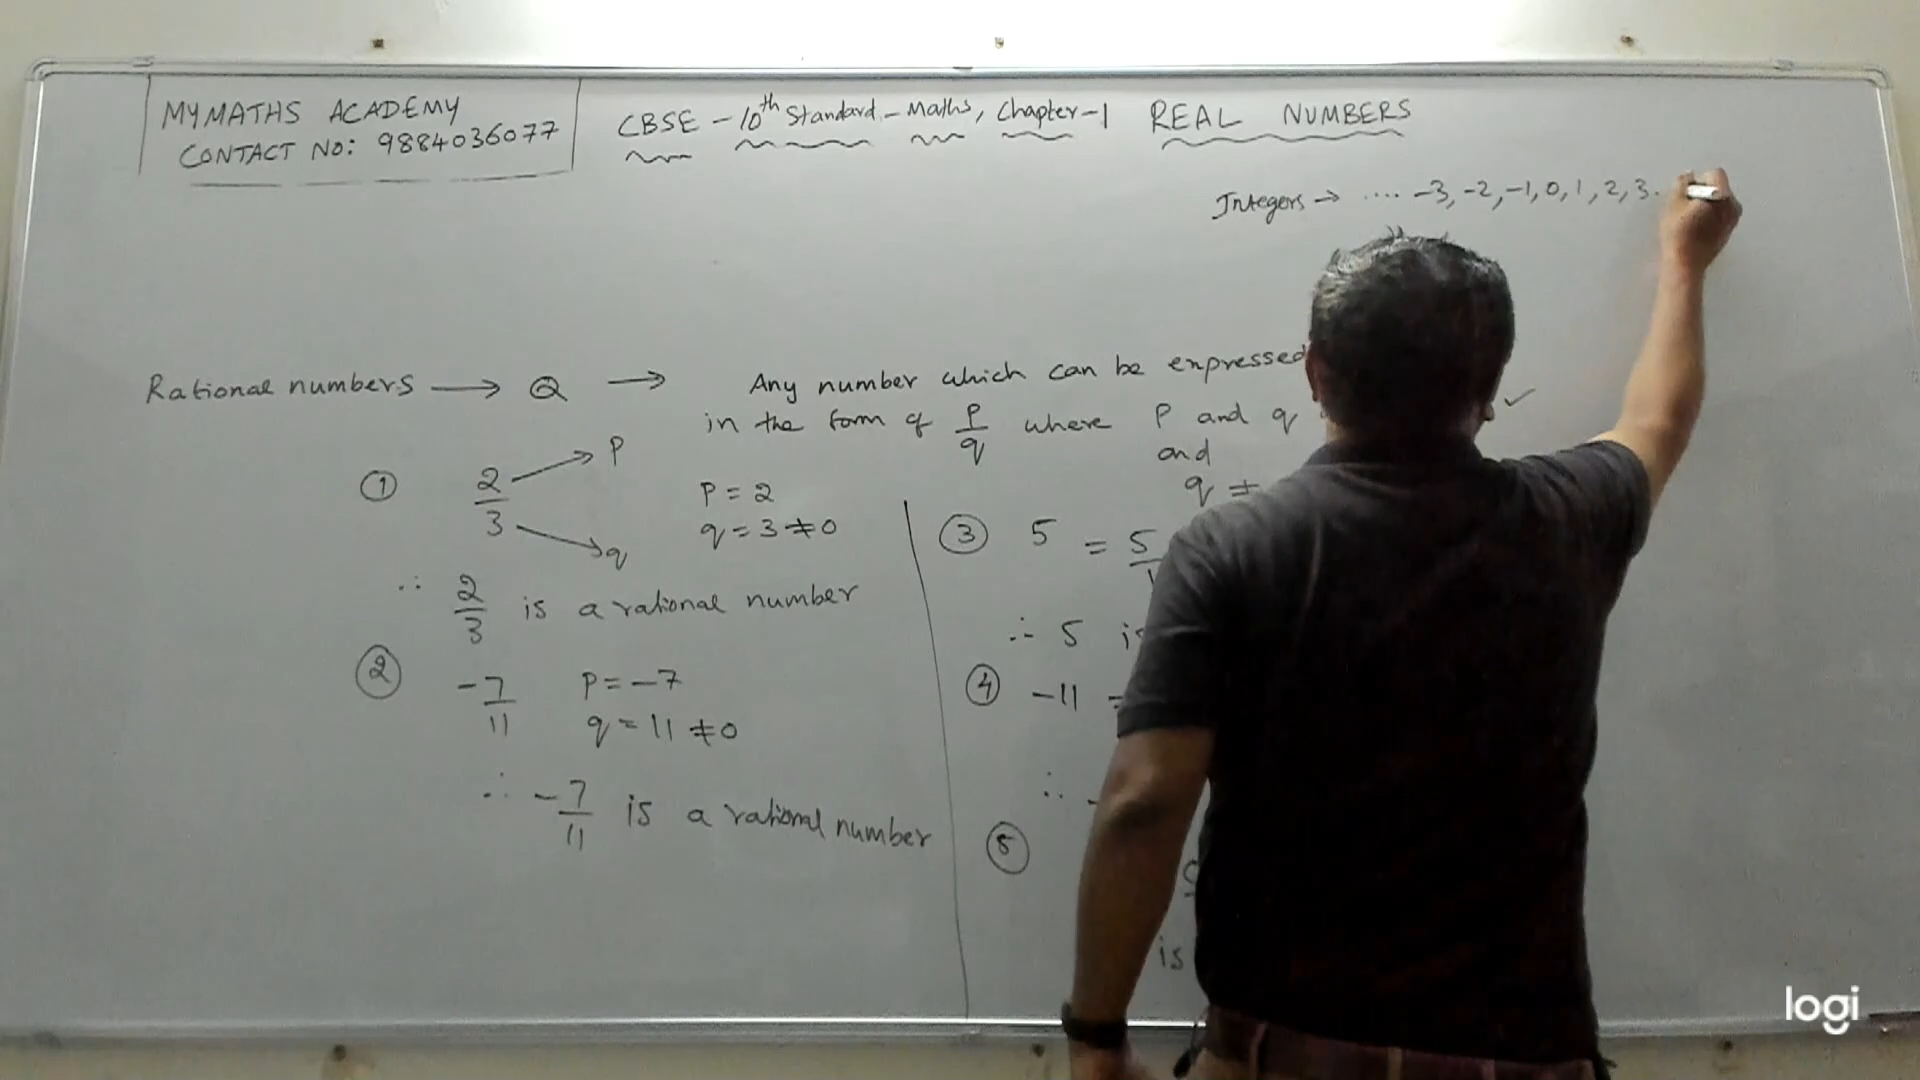 MYMATHS ACADEMY
CONTACT NO: 9884036077
CBSE - 10th Standard - Maths, Chapter-1 REAL NUMBERS
Integers → .... -3, -2, -1, 0, 1, 2, 3.
Rational numbers → Q → Any number which can be expressed
in the form of p/q where p and q
and
q ≠
① 2/3 → p
→ q
p = 2
q = 3 ≠ 0
∴ 2/3 is a rational number
② -7/11 p = -7
q = 11 ≠ 0
∴ -7/11 is a rational number
③ 5 = 5/1
∴ 5 is
④ -11 =
∴ -
⑤
is
logi